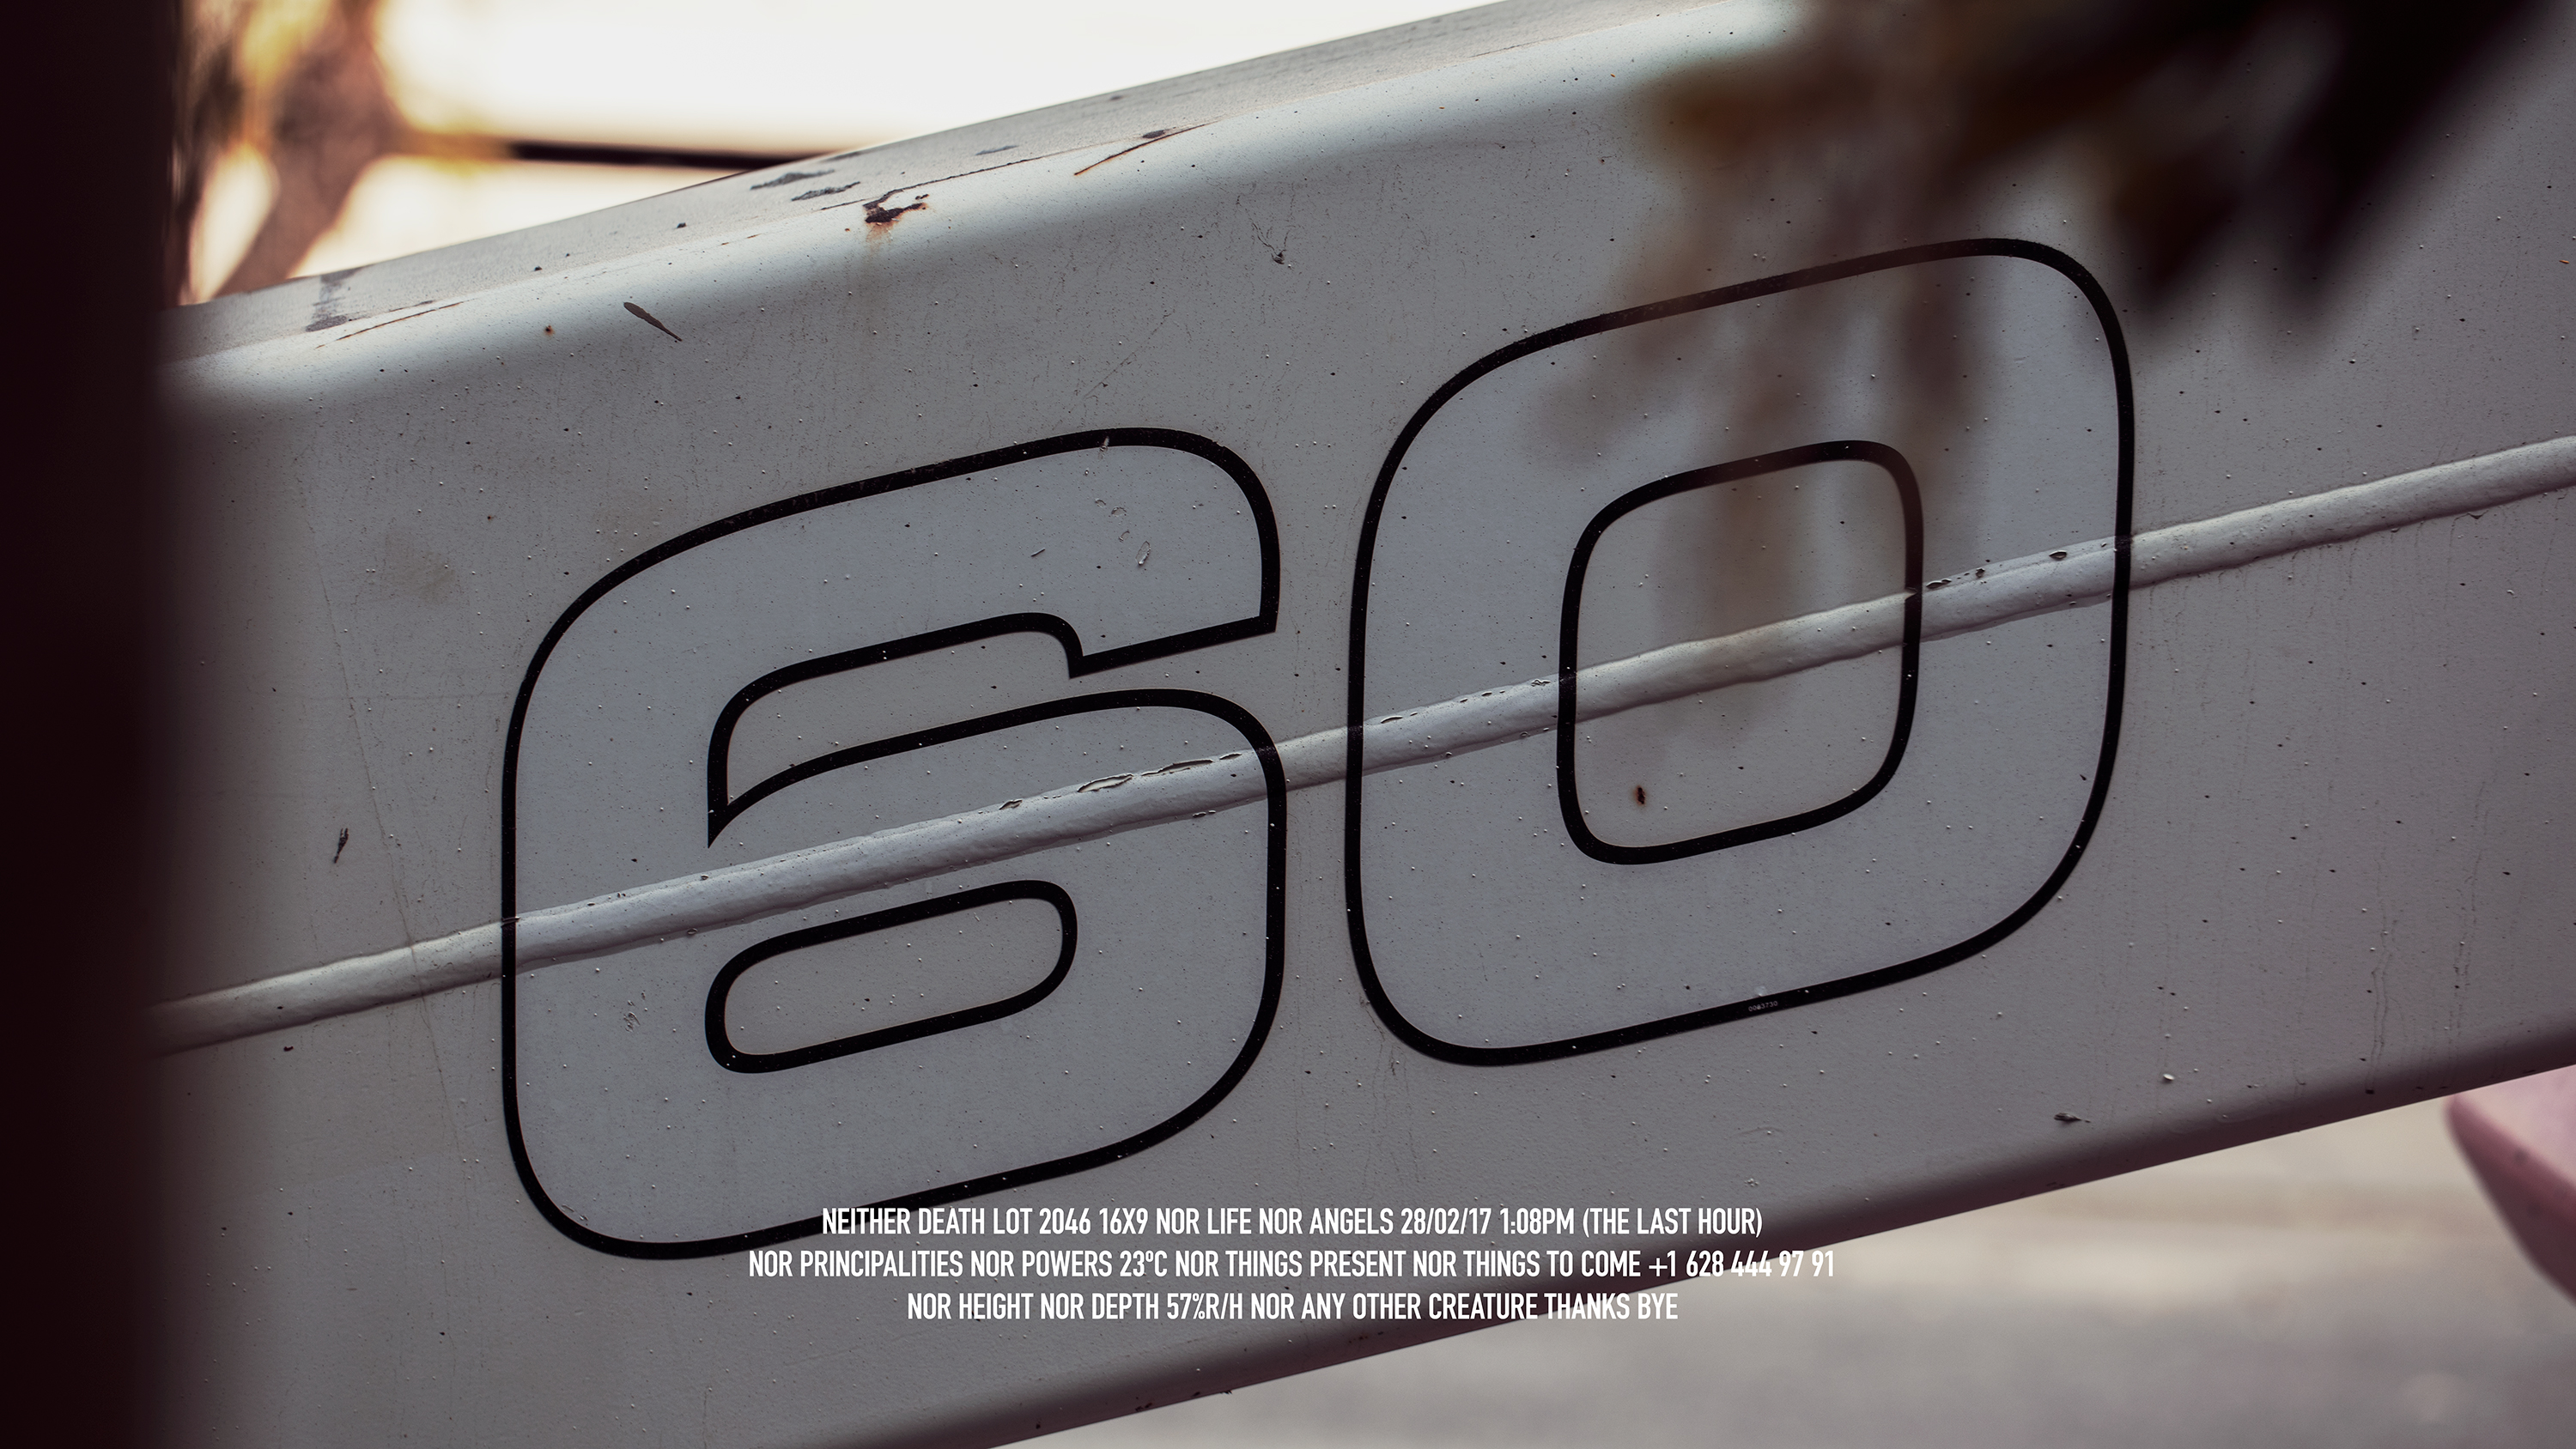 60
0003730
NEITHER DEATH LOT 2046 16X9 NOR LIFE NOR ANGELS 28/02/17 1:08PM (THE LAST HOUR)
NOR PRINCIPALITIES NOR POWERS 23ºC NOR THINGS PRESENT NOR THINGS TO COME +1 628 444 97 91
NOR HEIGHT NOR DEPTH 57%R/H NOR ANY OTHER CREATURE THANKS BYE